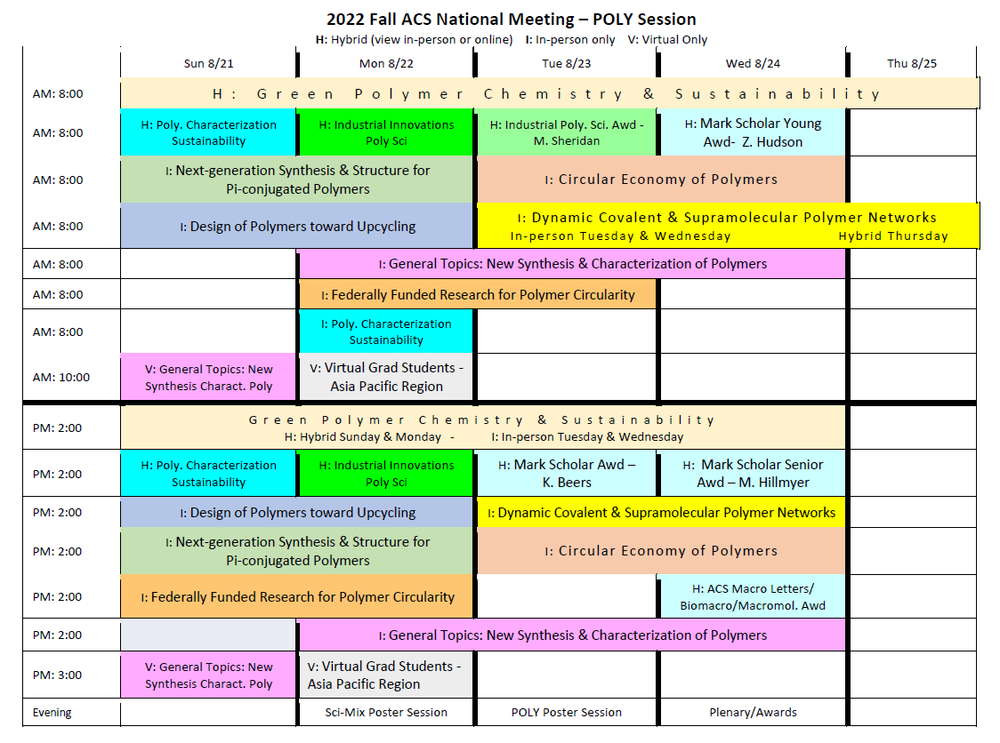 2022 Fall ACS National Meeting – POLY Session
H: Hybrid (view in-person or online) I: In-person only V: Virtual Only
Sun 8/21 Mon 8/22 Tue 8/23 Wed 8/24 Thu 8/25
AM: 8:00
H: Green Polymer Chemistry & Sustainability
AM: 8:00
H: Poly. Characterization
Sustainability
H: Industrial Innovations
Poly Sci
H: Industrial Poly. Sci. Awd -
M. Sheridan
H: Mark Scholar Young
Awd- Z. Hudson
AM: 8:00
I: Next-generation Synthesis & Structure for
Pi-conjugated Polymers
I: Circular Economy of Polymers
AM: 8:00
I: Design of Polymers toward Upcycling
I: Dynamic Covalent & Supramolecular Polymer Networks
In-person Tuesday & Wednesday Hybrid Thursday
AM: 8:00
I: General Topics: New Synthesis & Characterization of Polymers
AM: 8:00
I: Federally Funded Research for Polymer Circularity
AM: 8:00
I: Poly. Characterization
Sustainability
AM: 10:00
V: General Topics: New
Synthesis Charact. Poly
V: Virtual Grad Students -
Asia Pacific Region
PM: 2:00
Green Polymer Chemistry & Sustainability
H: Hybrid Sunday & Monday - I: In-person Tuesday & Wednesday
PM: 2:00
H: Poly. Characterization
Sustainability
H: Industrial Innovations
Poly Sci
H: Mark Scholar Awd –
K. Beers
H: Mark Scholar Senior
Awd – M. Hillmyer
PM: 2:00
I: Design of Polymers toward Upcycling
I: Dynamic Covalent & Supramolecular Polymer Networks
PM: 2:00
I: Next-generation Synthesis & Structure for
Pi-conjugated Polymers
I: Circular Economy of Polymers
PM: 2:00
I: Federally Funded Research for Polymer Circularity
H: ACS Macro Letters/
Biomacro/Macromol. Awd
PM: 2:00
I: General Topics: New Synthesis & Characterization of Polymers
PM: 3:00
V: General Topics: New
Synthesis Charact. Poly
V: Virtual Grad Students -
Asia Pacific Region
Evening
Sci-Mix Poster Session
POLY Poster Session
Plenary/Awards